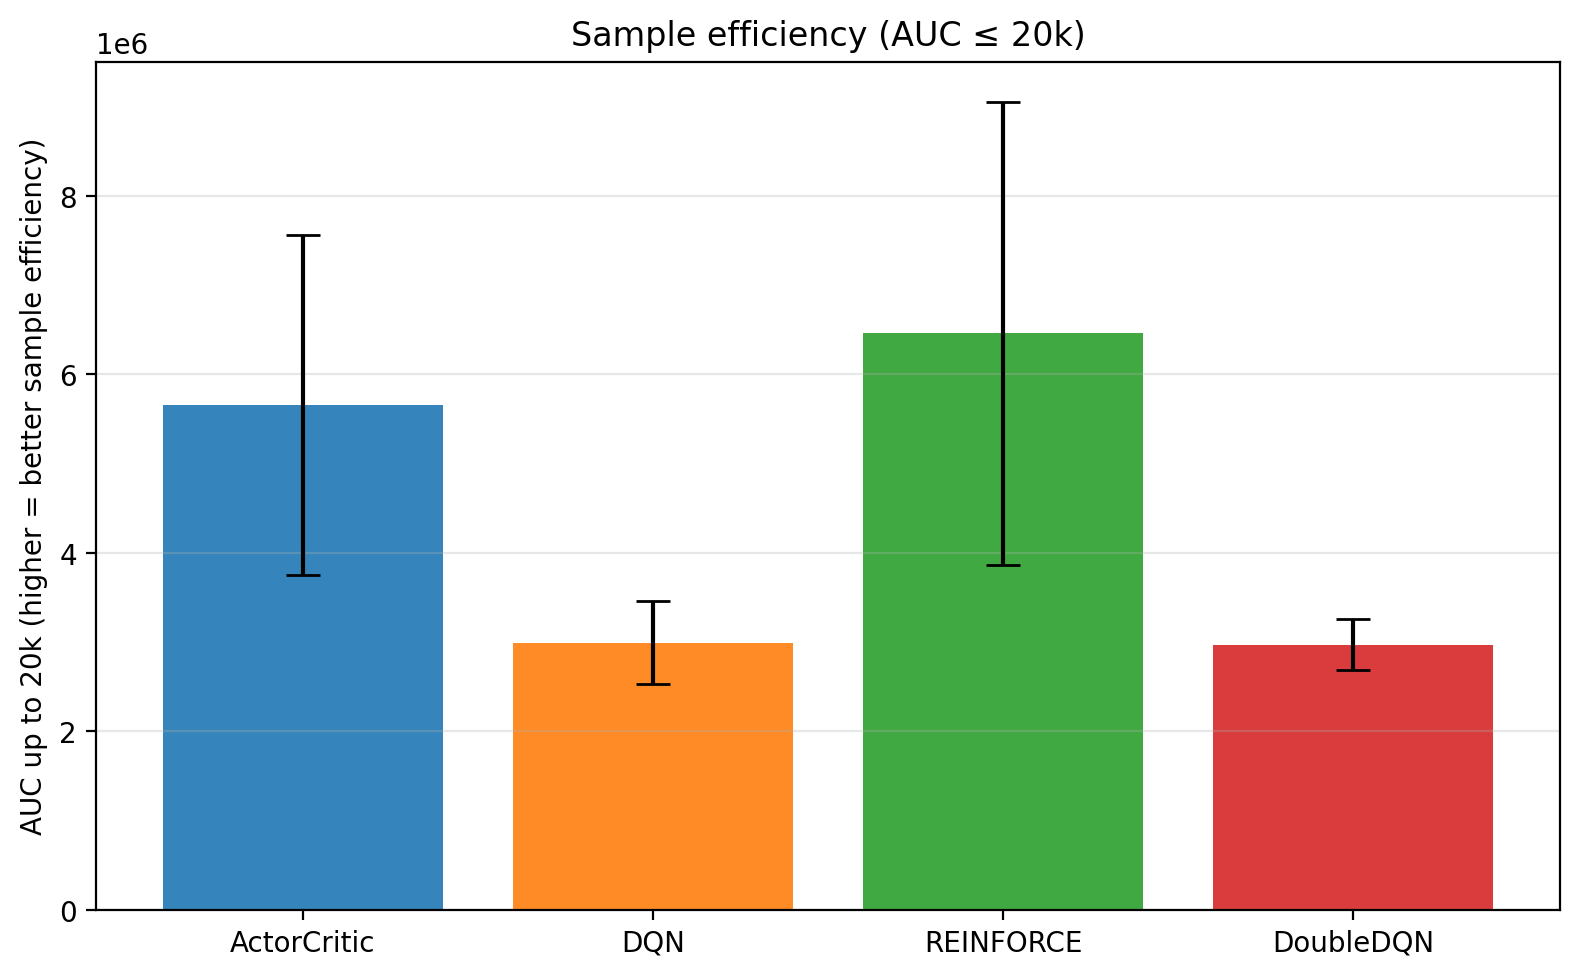 Sample efficiency (AUC ≤ 20k)
1e6
AUC up to 20k (higher = better sample efficiency)
8
6
4
2
0
ActorCritic
DQN
REINFORCE
DoubleDQN